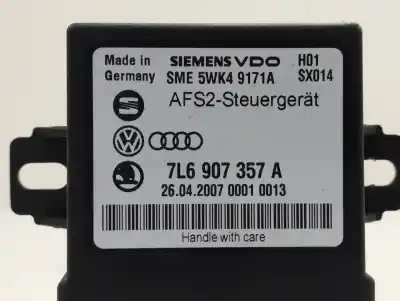 Made in Germany
SIEMENS VDO H01
SME 5WK4 9171A SX014
AFS2-Steuergerät
7L6 907 357 A
26.04.2007 0001 0013
Handle with care